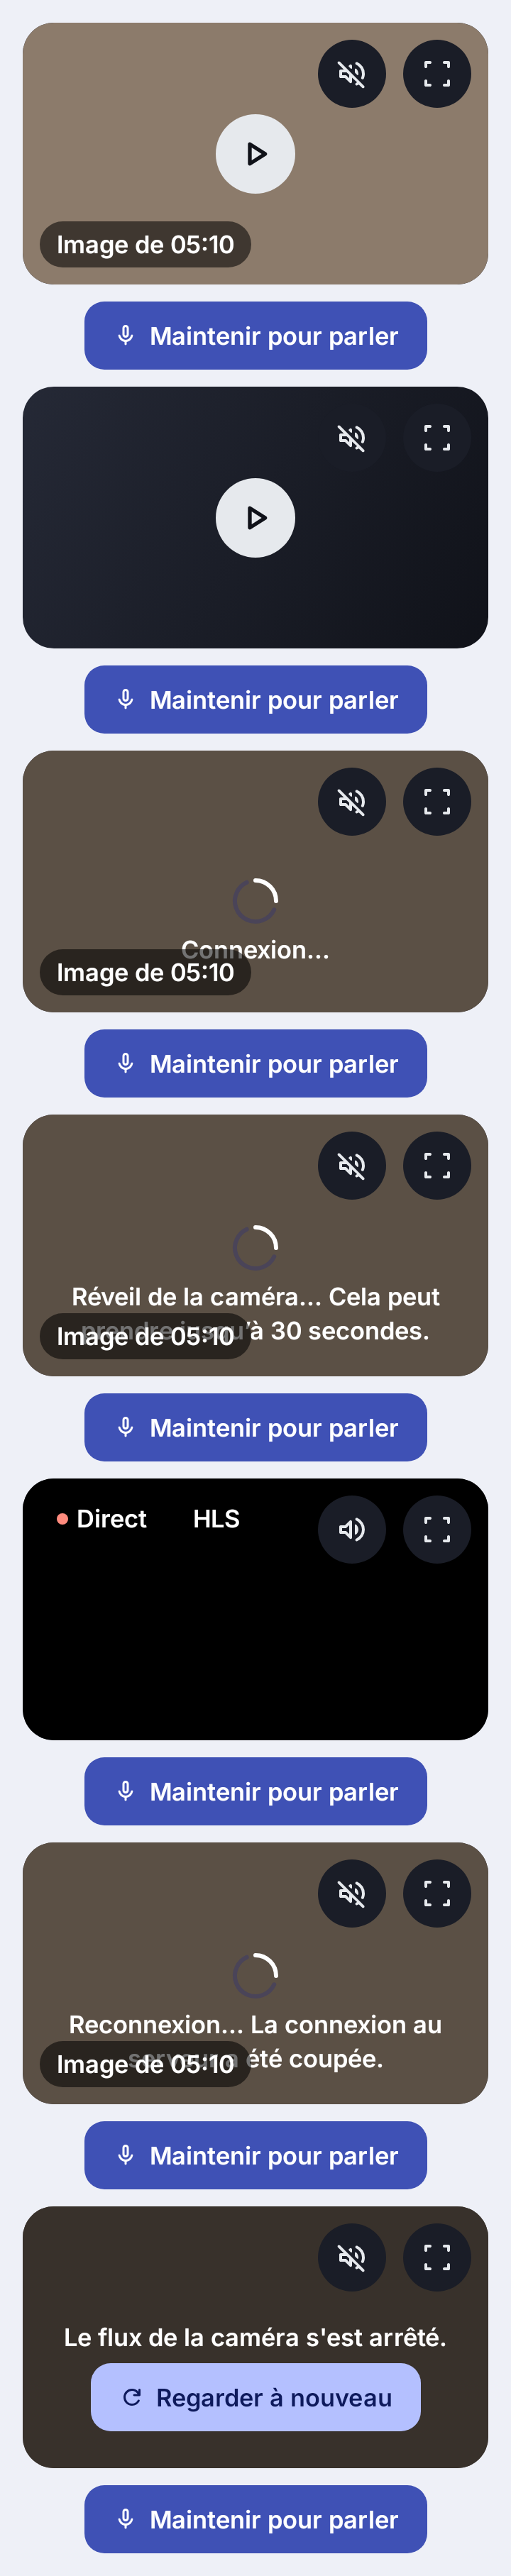 Image de 05:10
Maintenir pour parler
Maintenir pour parler
Connexion…
Image de 05:10
Maintenir pour parler
Réveil de la caméra… Cela peut
à 30 secondes.
Image de 05:10
Maintenir pour parler
Direct HLS
Maintenir pour parler
Reconnexion… La connexion au
été coupée.
Image de 05:10
Maintenir pour parler
Le flux de la caméra s'est arrêté.
Regarder à nouveau
Maintenir pour parler